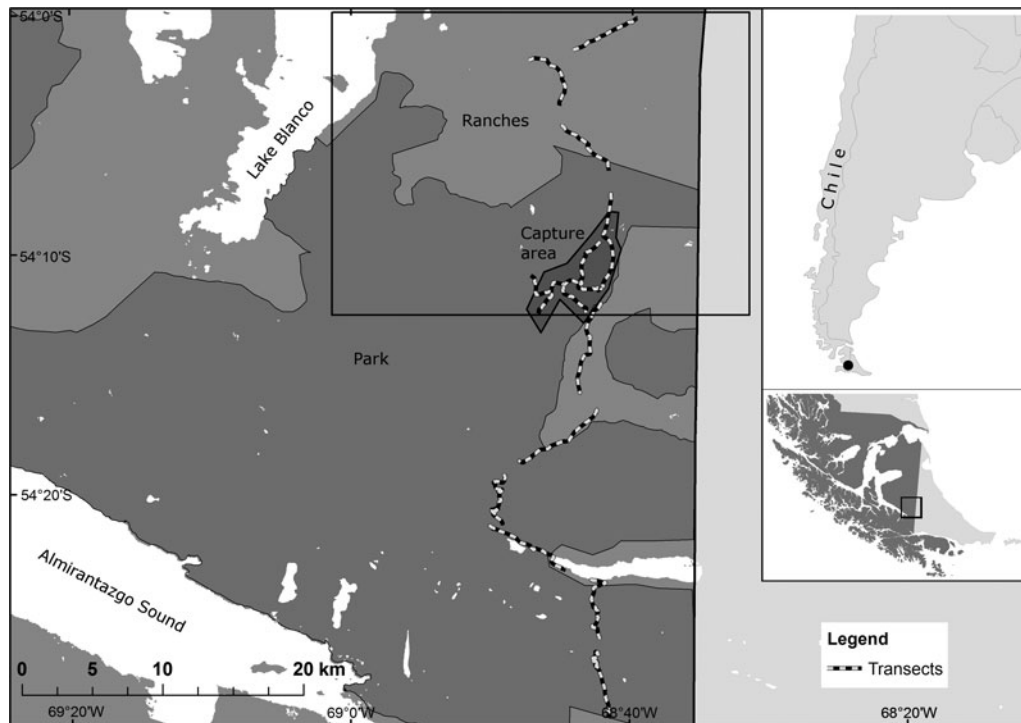 54°0'S
Lake Blanco
Ranches
Chile
Capture
area
54°10'S
Park
54°20'S
Almirantazgo Sound
0 5 10 20 km
Legend
Transects
69°20'W 69°0'W 68°40'W 68°20'W